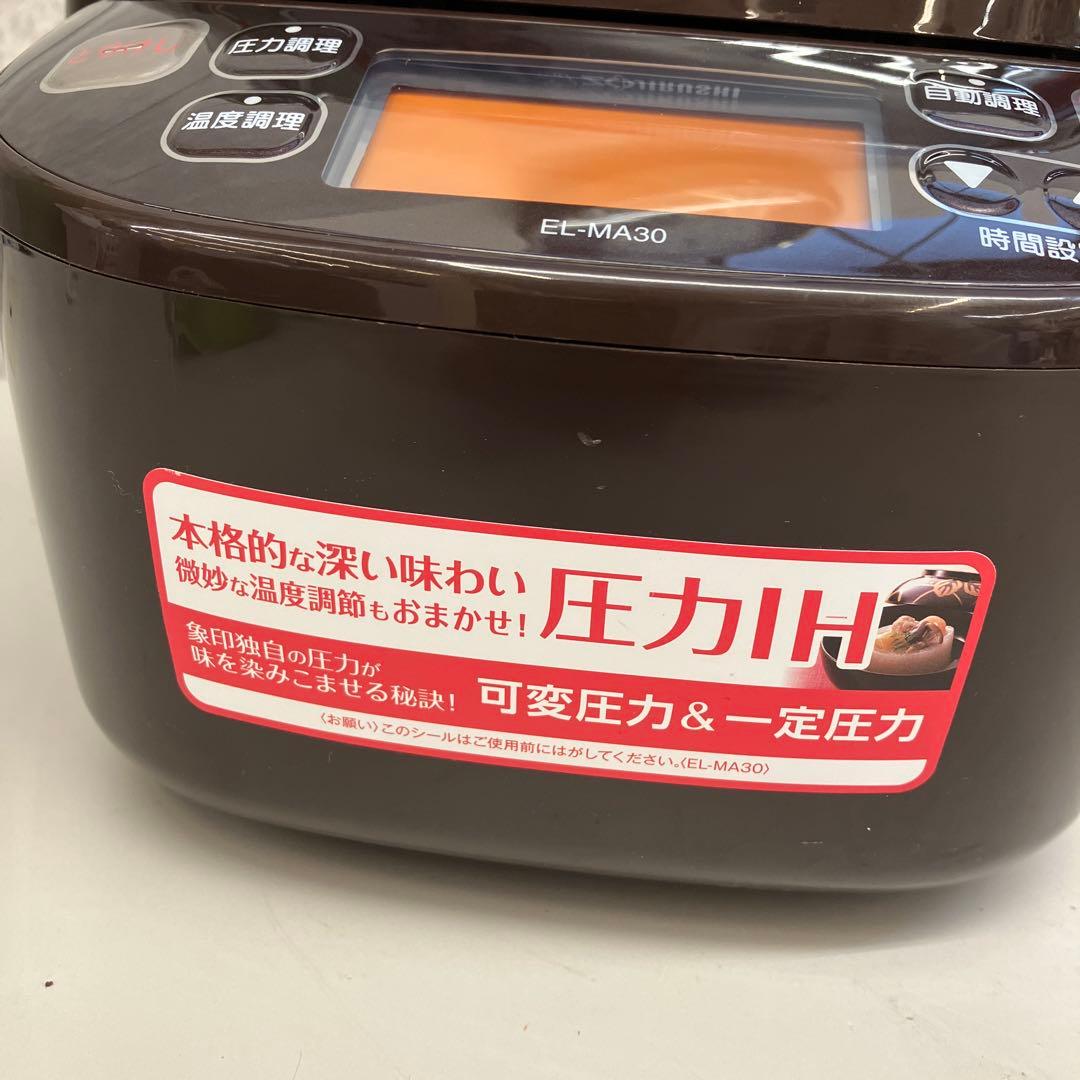 とりけし
圧力調理
温度調理
自動調理
EL-MA30
時間設
本格的な深い味わい
微妙な温度調節もおまかせ!
圧力IH
象印独自の圧力が
味を染みこませる秘訣!
可変圧力&一定圧力
〈お願い〉このシールはご使用前にはがしてください。〈EL-MA30〉